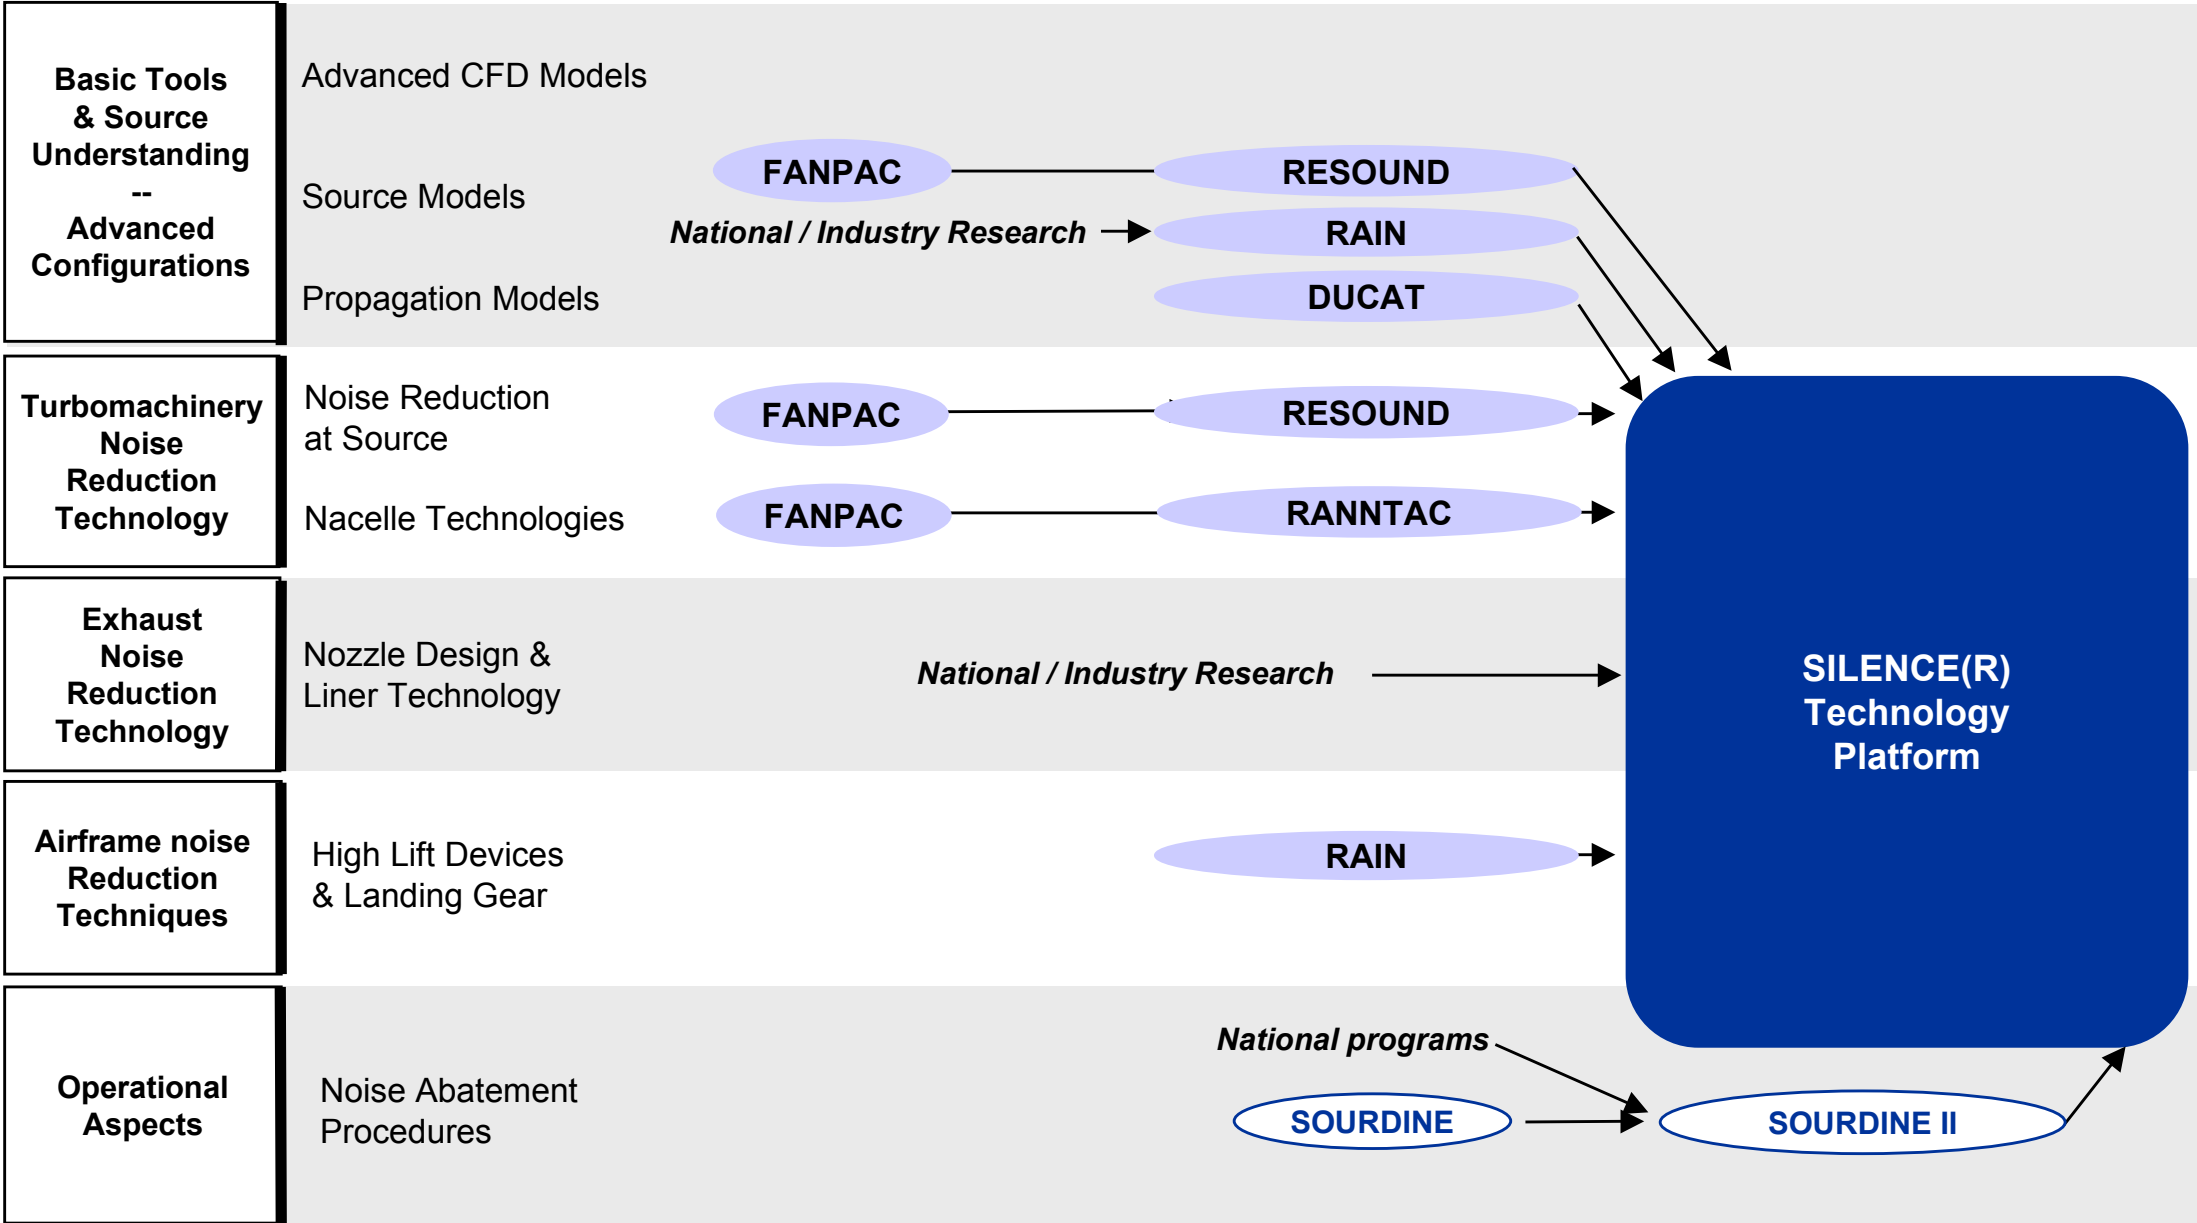 Basic Tools
& Source
Understanding
--
Advanced
Configurations
Advanced CFD Models
Source Models
Propagation Models
FANPAC
RESOUND
National / Industry Research
RAIN
DUCAT
Turbomachinery
Noise
Reduction
Technology
Noise Reduction
at Source
FANPAC
RESOUND
Nacelle Technologies
FANPAC
RANNTAC
Exhaust
Noise
Reduction
Technology
Nozzle Design &
Liner Technology
National / Industry Research
SILENCE(R)
Technology
Platform
Airframe noise
Reduction
Techniques
High Lift Devices
& Landing Gear
RAIN
Operational
Aspects
Noise Abatement
Procedures
National programs
SOURDINE
SOURDINE II